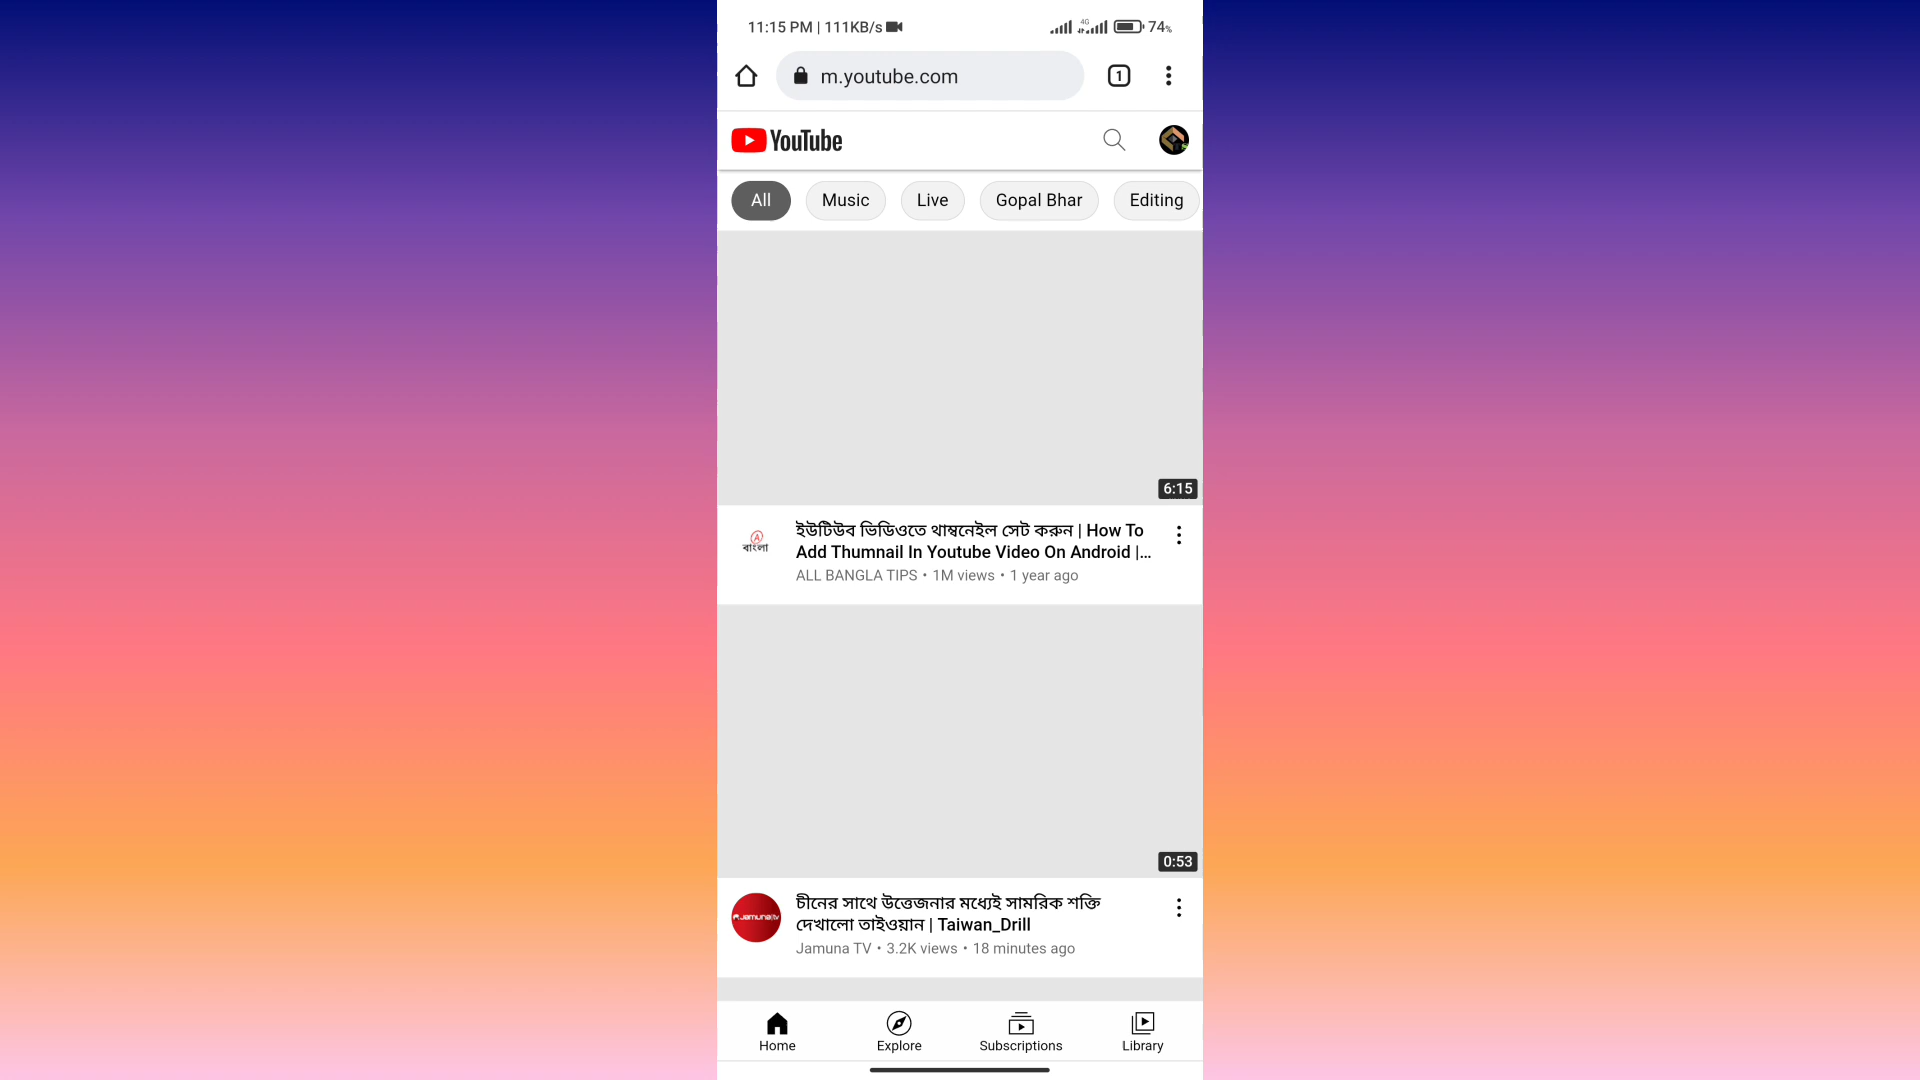 11:15 PM | 111KB/s
4G
74%
m.youtube.com
1
YouTube
All
Music
Live
Gopal Bhar
Editing
6:15
A
বাংলা
ইউটিউব ভিডিওতে থাম্বনেইল সেট করুন | How To
Add Thumnail In Youtube Video On Android |...
ALL BANGLA TIPS • 1M views • 1 year ago
0:53
Jamuna tv
চীনের সাথে উত্তেজনার মধ্যেই সামরিক শক্তি
দেখালো তাইওয়ান | Taiwan_Drill
Jamuna TV • 3.2K views • 18 minutes ago
Home
Explore
Subscriptions
Library